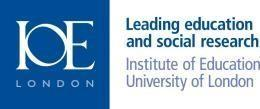 IOE
LONDON
Leading education
and social research
Institute of Education
University of London